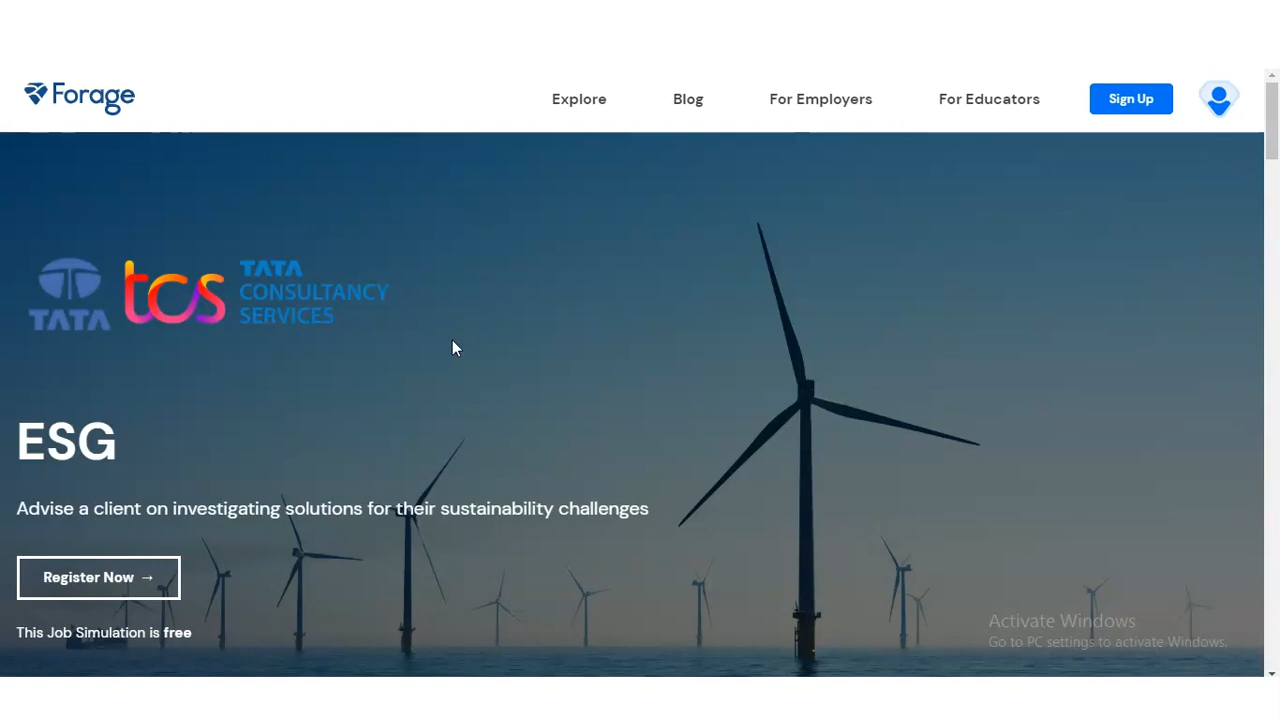 Forage
Explore
Blog
For Employers
For Educators
Sign Up
TATA
tcs
TATA
CONSULTANCY
SERVICES
ESG
Advise a client on investigating solutions for their sustainability challenges
Register Now →
This Job Simulation is free
Activate Windows
Go to PC settings to activate Windows.